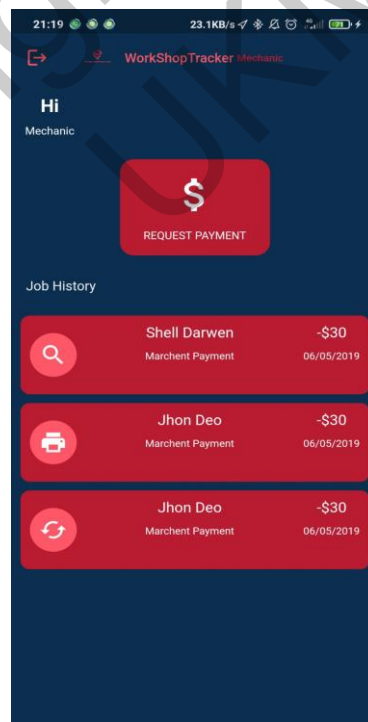 21:19 23.1KB/s
WorkShopTracker Mechanic
Hi
Mechanic
$
REQUEST PAYMENT
Job History
Shell Darwen -$30
Marchent Payment 06/05/2019
Jhon Deo -$30
Marchent Payment 06/05/2019
Jhon Deo -$30
Marchent Payment 06/05/2019